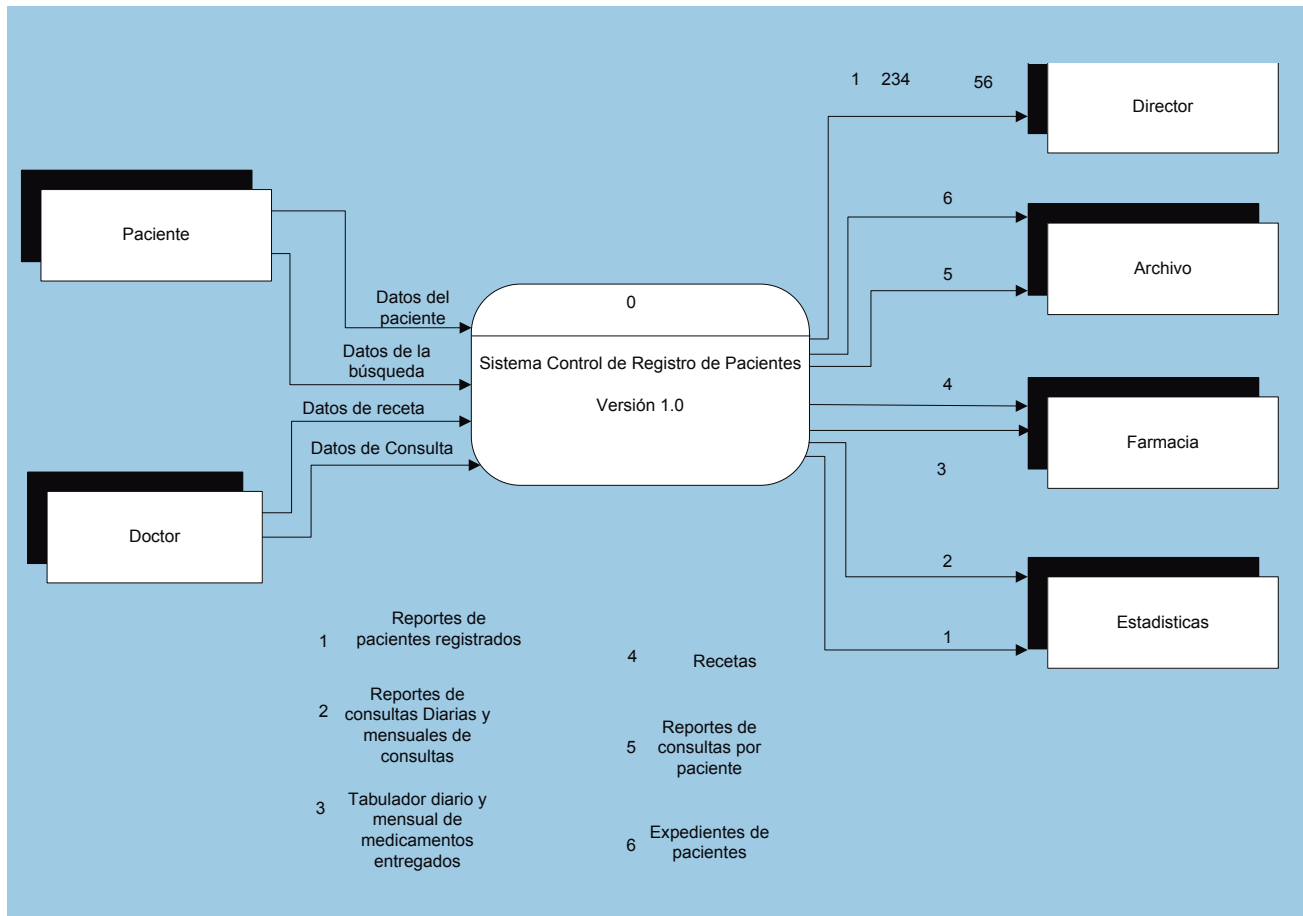 1 234 56
Director
Paciente
6
Archivo
5
Datos del
paciente
0
Datos de la
búsqueda
Sistema Control de Registro de Pacientes
Versión 1.0
Datos de receta
Datos de Consulta
4
Farmacia
3
Doctor
2
Estadisticas
1
1
Reportes de
pacientes registrados
2
Reportes de
consultas Diarias y
mensuales de
consultas
3
Tabulador diario y
mensual de
medicamentos
entregados
4
Recetas
5
Reportes de
consultas por
paciente
6
Expedientes de
pacientes